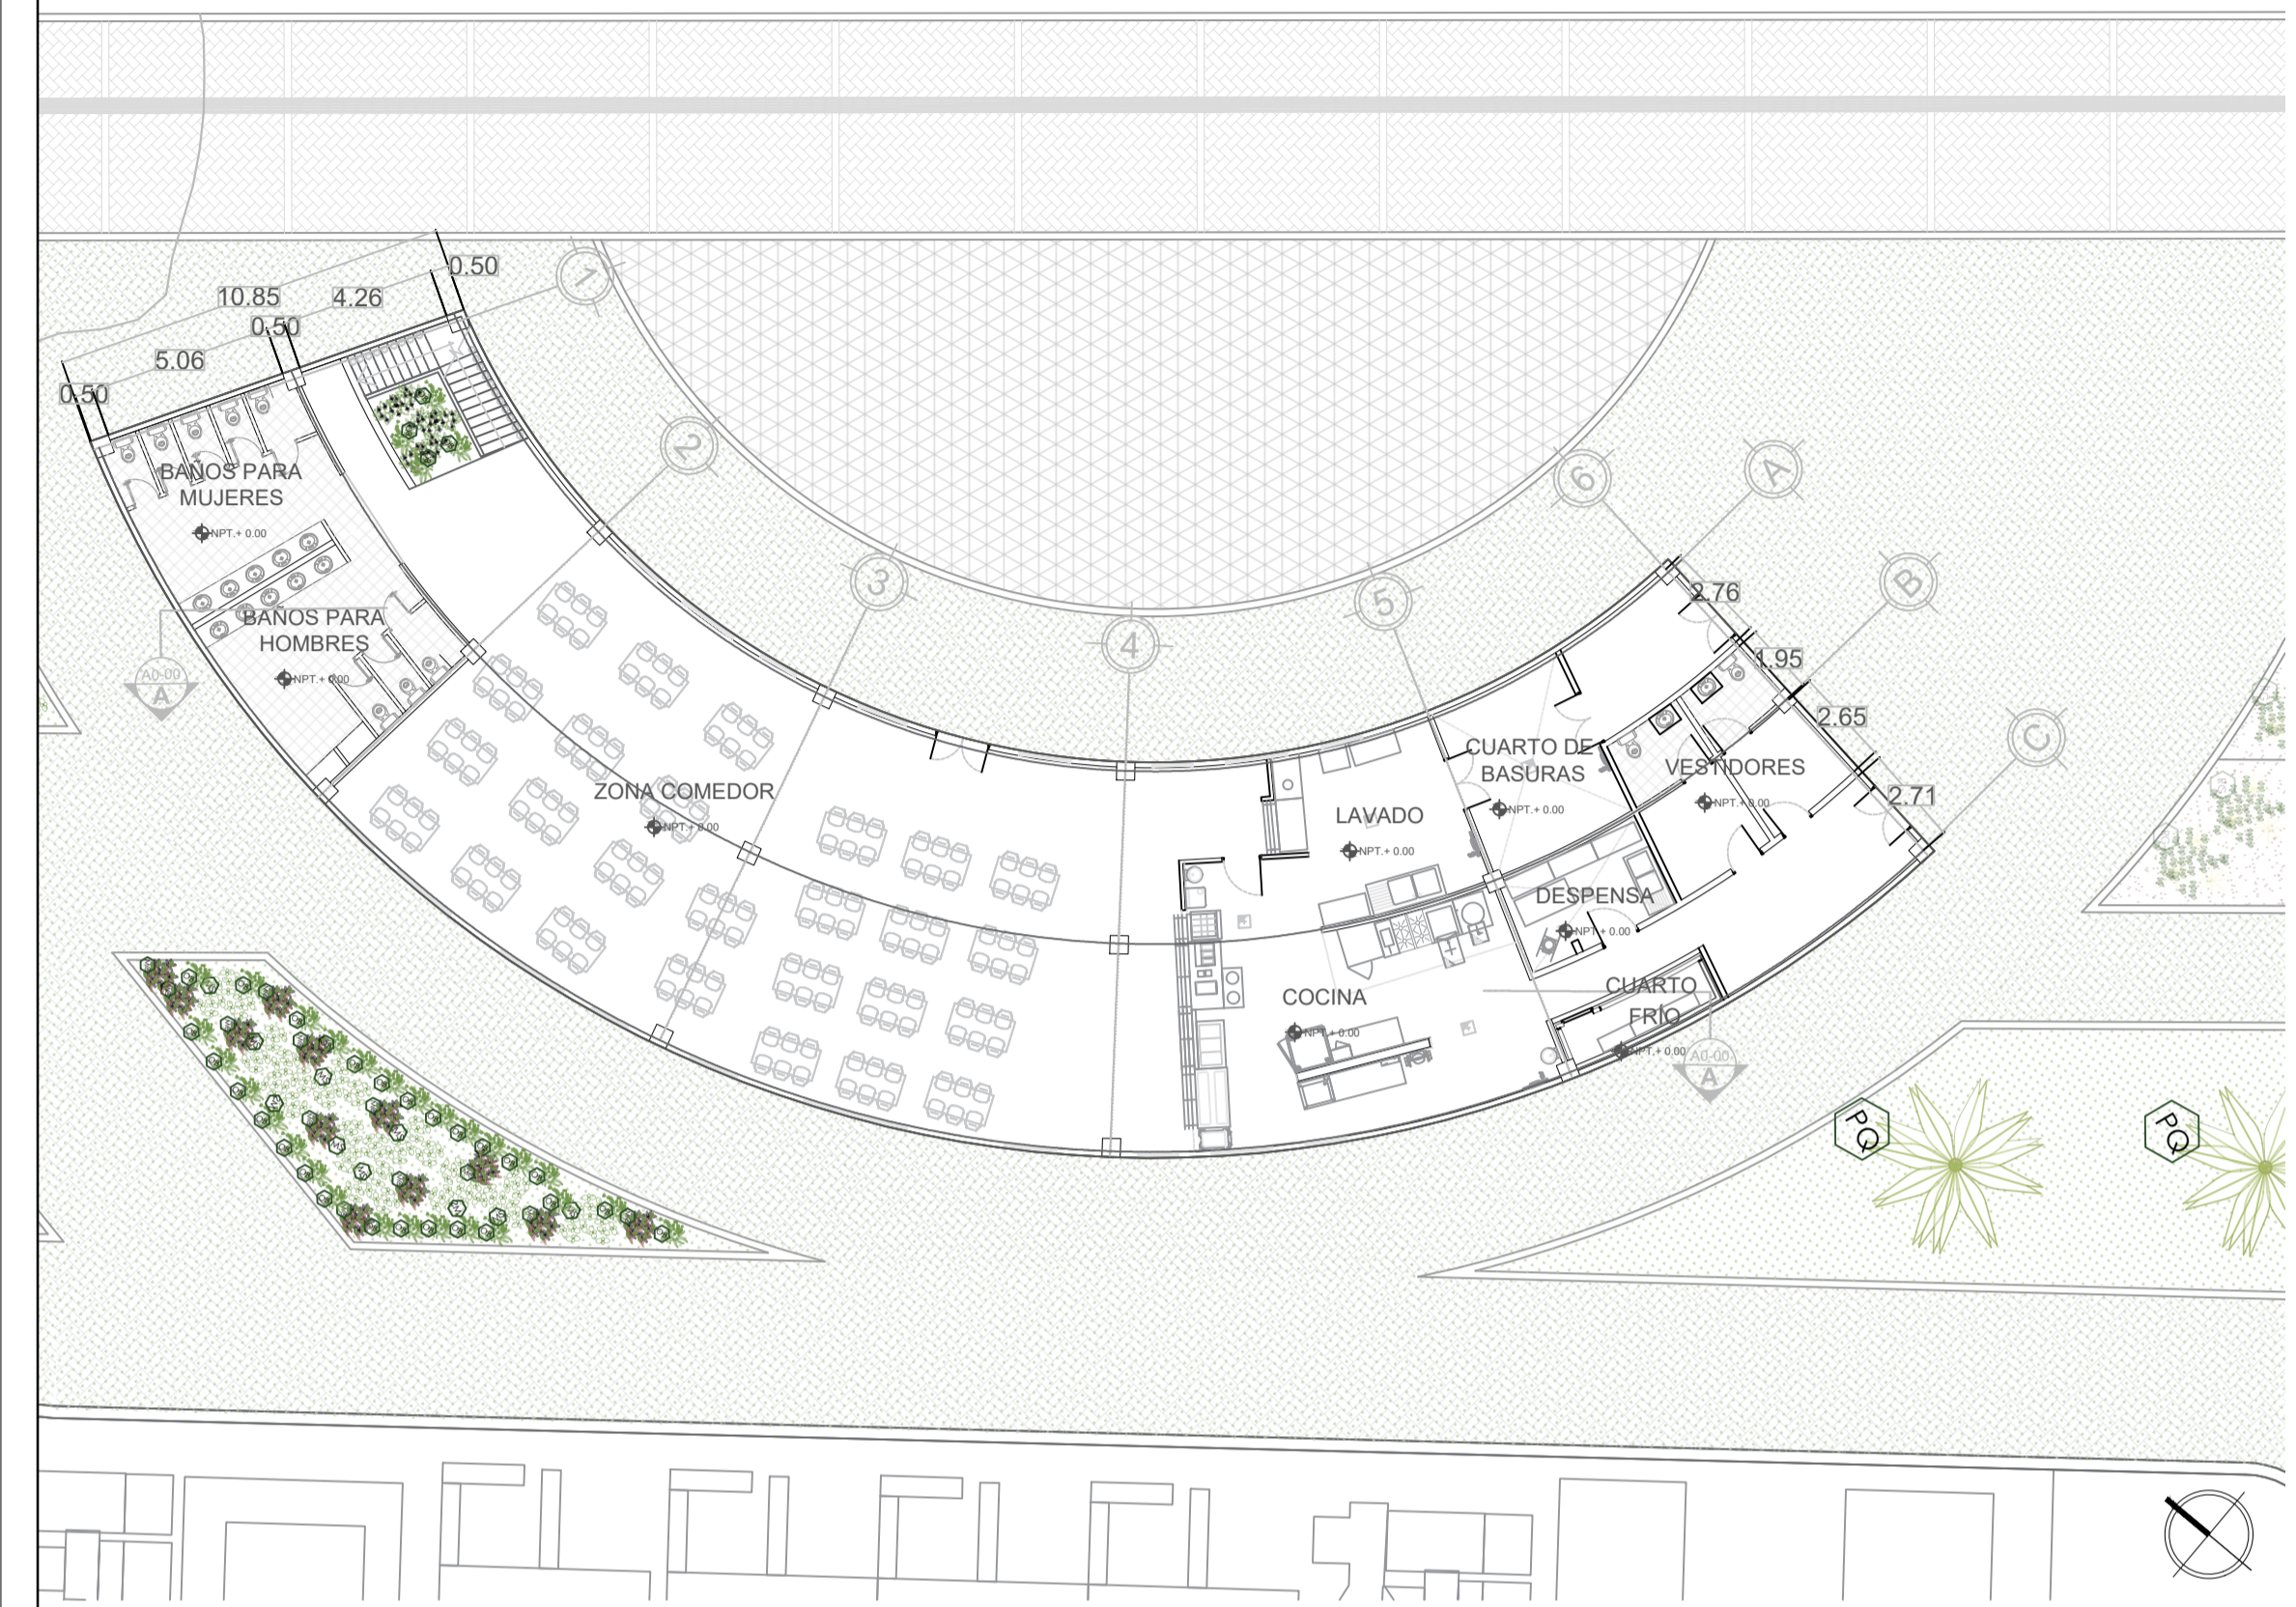 0.50
1
10.85
4.26
0.50
5.06
0.50
2
6
A
BAÑOS PARA
MUJERES
NPT.+ 0.00
3
5
B
4
2.76
BAÑOS PARA
HOMBRES
NPT.+ 0.00
1.95
A0-00
A
2.65
C
CUARTO DE
BASURAS
NPT.+ 0.00
VESTIDORES
NPT.+ 0.00
ZONA COMEDOR
NPT.+ 0.00
2.71
LAVADO
NPT.+ 0.00
DESPENSA
NPT.+ 0.00
COCINA
NPT.+ 0.00
CUARTO
FRÍO
NPT.+ 0.00
A0-00
A
PQ
PQ